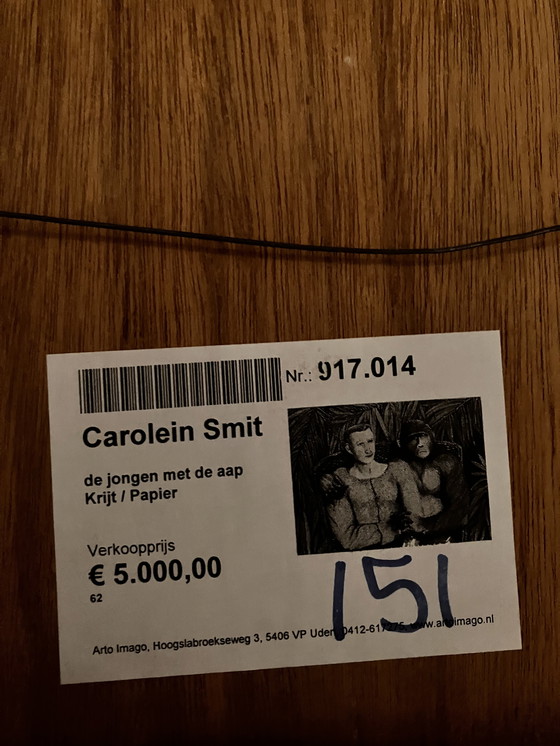 Nr.: 917.014
Carolein Smit
de jongen met de aap
Krijt / Papier
Verkoopprijs
€ 5.000,00
62
151
Arto Imago, Hoogslabroekseweg 3, 5406 VP Uden